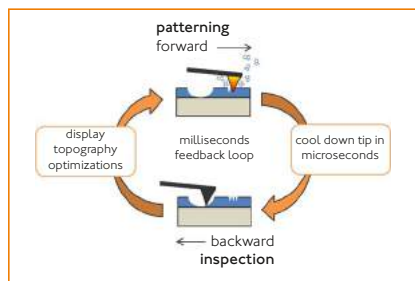 patterning
forward
display
topography
optimizations
milliseconds
feedback loop
cool down tip in
microseconds
backward
inspection